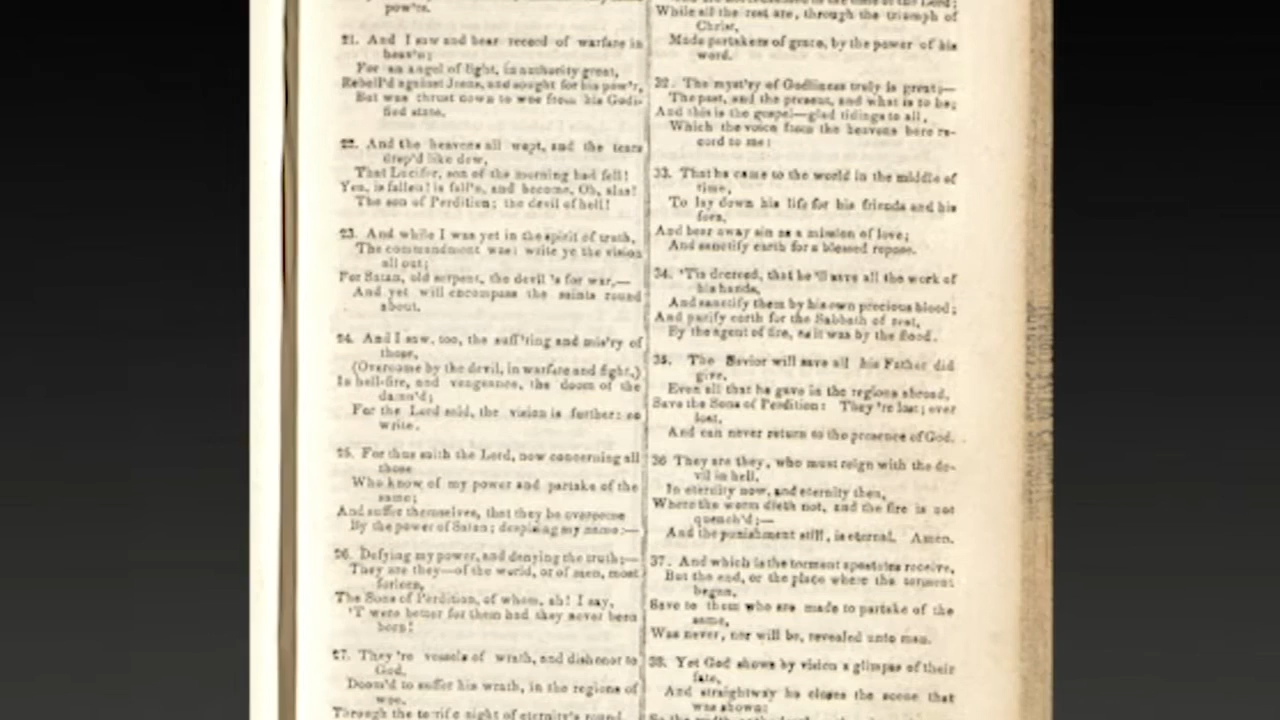 pow'rs.
21. And I saw and bear record of warfare in
heav'n;
For an angel of light, in authority great,
Rebell'd against Jesus, and sought for his pow'r,
But was thrust down to woe from his Godi-
fied state.
22. And the heavens all wept, and the tears
drop'd like dew,
That Lucifer, son of the morning had fell!
Yea, is fallen! is fall'n, and become, Oh, alas!
The son of Perdition; the devil of hell!
23. And while I was yet in the spirit of truth,
The commandment was: write ye the vision
all out;
For Satan, old serpent, the devil 's for war,—
And yet will encompass the saints round
about.
24. And I saw, too, the suff'ring and mis'ry of
those,
(Overcome by the devil, in warfare and fight,)
In hell-fire, and vengeance, the doom of the
damn'd;
For the Lord said, the vision is further: so
write.
25. For thus saith the Lord, now concerning all
those
Who know of my power and partake of the
same;
And suffer themselves, that they be overcome
By the power of Satan; despising my name:—
26. Defying my power, and denying the truth;—
They are they—of the world, or of men, most
forlorn,
The Sons of Perdition, of whom, ah! I say,
'T were better for them had they never been
born!
27. They 're vessels of wrath, and dishonor to
God,
Doom'd to suffer his wrath, in the regions of
woe,
Through the terrific night of eternity's round,
While all the rest are, through the triumph of
Christ,
Made partakers of grace, by the power of his
word.
32. The myst'ry of Godliness truly is great;—
The past, and the present, and what is to be;
And this is the gospel—glad tidings to all,
Which the voice from the heavens bore re-
cord to me:
33. That he came to the world in the middle of
time,
To lay down his life for his friends and his
foes,
And bear away sin as a mission of love;
And sanctify earth for a blessed repose.
34. 'Tis decreed, that he 'll save all the work of
his hands,
And sanctify them by his own precious blood;
And purify earth for the Sabbath of rest,
By the agent of fire, as it was by the flood.
35. The Savior will save all his Father did
give,
Even all that he gave in the regions abroad,
Save the Sons of Perdition: They 're lost; ever
lost,
And can never return to the presence of God.
36 They are they, who must reign with the de-
vil in hell,
In eternity now, and eternity then,
Where the worm dieth not, and the fire is not
quench'd;—
And the punishment still, is eternal. Amen.
37. And which is the torment apostates receive,
But the end, or the place where the torment
began,
Save to them who are made to partake of the
same,
Was never, nor will be, revealed unto man.
38. Yet God shows by vision a glimpse of their
fate,
And straightway he closes the scene that
was shown: